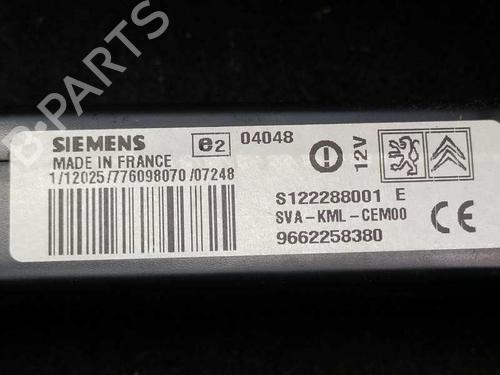 B-PARTS
SIEMENS
MADE IN FRANCE
1/12025/776098070/07248
e2 04048
12V
S122288001 E
SVA-KML-CEM00
9662258380
CE